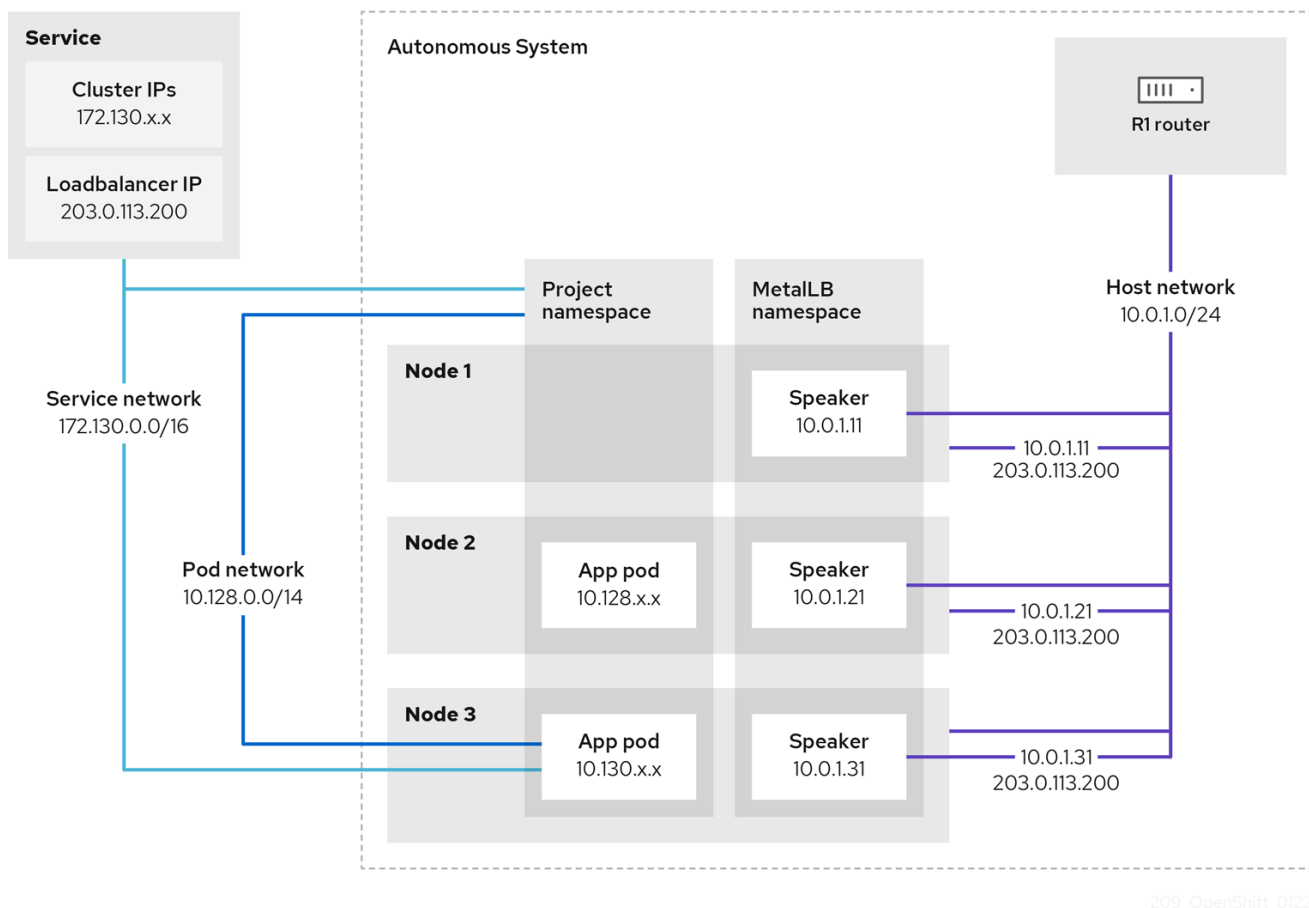 Service
Cluster IPs
172.130.x.x
Loadbalancer IP
203.0.113.200
Autonomous System
R1 router
Project
namespace
MetalLB
namespace
Host network
10.0.1.0/24
Service network
172.130.0.0/16
Pod network
10.128.0.0/14
Node 1
Speaker
10.0.1.11
10.0.1.11
203.0.113.200
Node 2
App pod
10.128.x.x
Speaker
10.0.1.21
10.0.1.21
203.0.113.200
Node 3
App pod
10.130.x.x
Speaker
10.0.1.31
10.0.1.31
203.0.113.200
209_OpenShift_0122